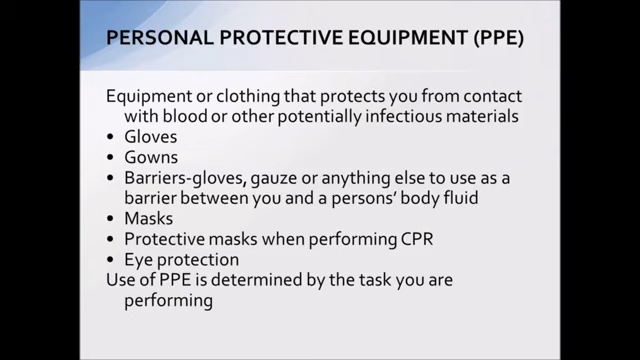 PERSONAL PROTECTIVE EQUIPMENT (PPE)
Equipment or clothing that protects you from contact
with blood or other potentially infectious materials
• Gloves
• Gowns
• Barriers-gloves, gauze or anything else to use as a
barrier between you and a persons' body fluid
• Masks
• Protective masks when performing CPR
• Eye protection
Use of PPE is determined by the task you are
performing